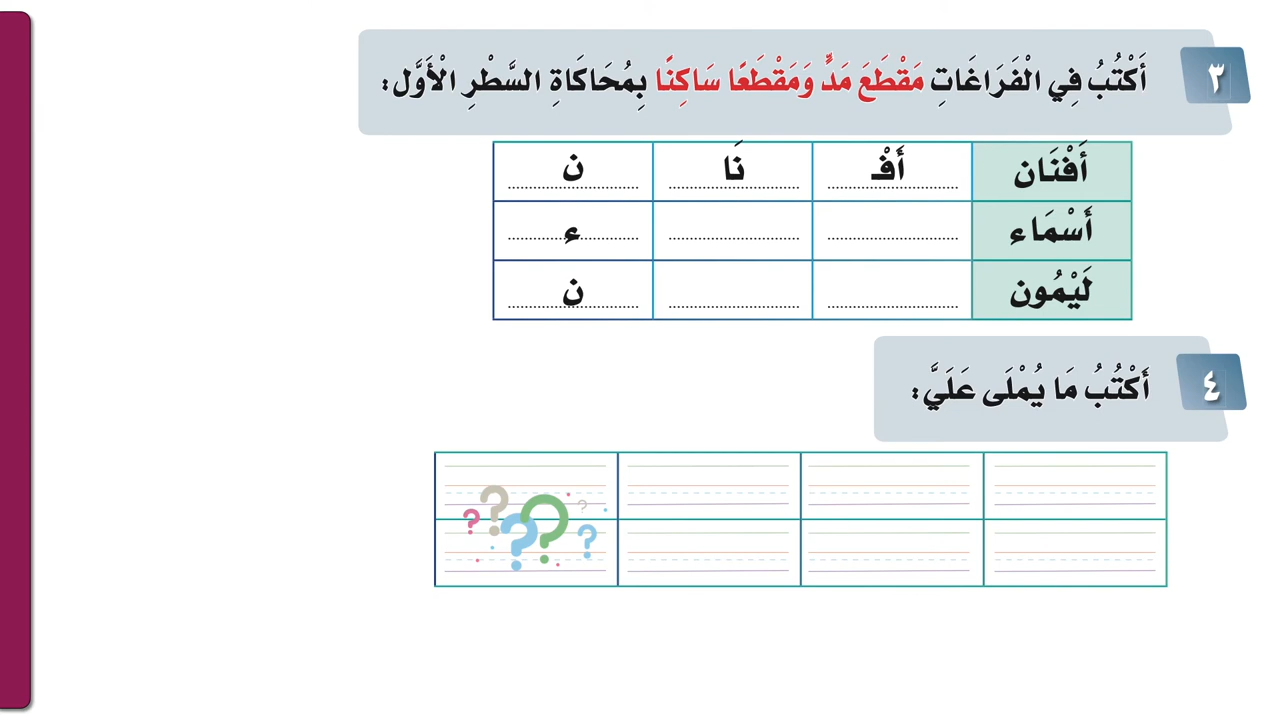 ٣ أَكْتُبُ فِي الْفَرَاغَاتِ مَقْطَعَ مَدٍّ وَمَقْطَعًا سَاكِنًا بِمُحَاكَاةِ السَّطْرِ الْأَوَّل:
أَفْنَان أَفْـ نَا ن
أَسْمَاء ء
لَيْمُون ن
٤ أَكْتُبُ مَا يُمْلَى عَلَيَّ: